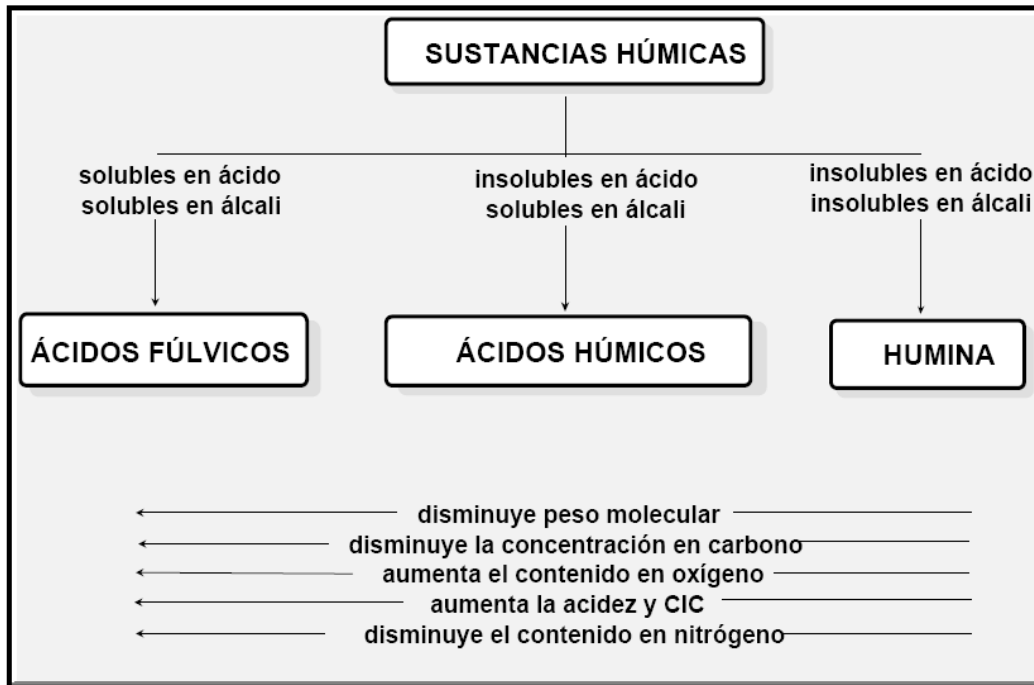 SUSTANCIAS HÚMICAS
solubles en ácido
solubles en álcali
insolubles en ácido
solubles en álcali
insolubles en ácido
insolubles en álcali
ÁCIDOS FÚLVICOS
ÁCIDOS HÚMICOS
HUMINA
disminuye peso molecular
disminuye la concentración en carbono
aumenta el contenido en oxígeno
aumenta la acidez y CIC
disminuye el contenido en nitrógeno